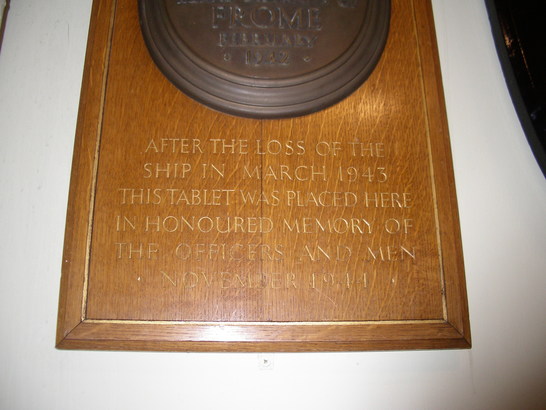 FROME
FEBRUARY
· 1942 ·
AFTER THE LOSS OF THE
SHIP IN MARCH 1943
THIS TABLET WAS PLACED HERE
IN HONOURED MEMORY OF
THE OFFICERS AND MEN
· NOVEMBER 1944 ·